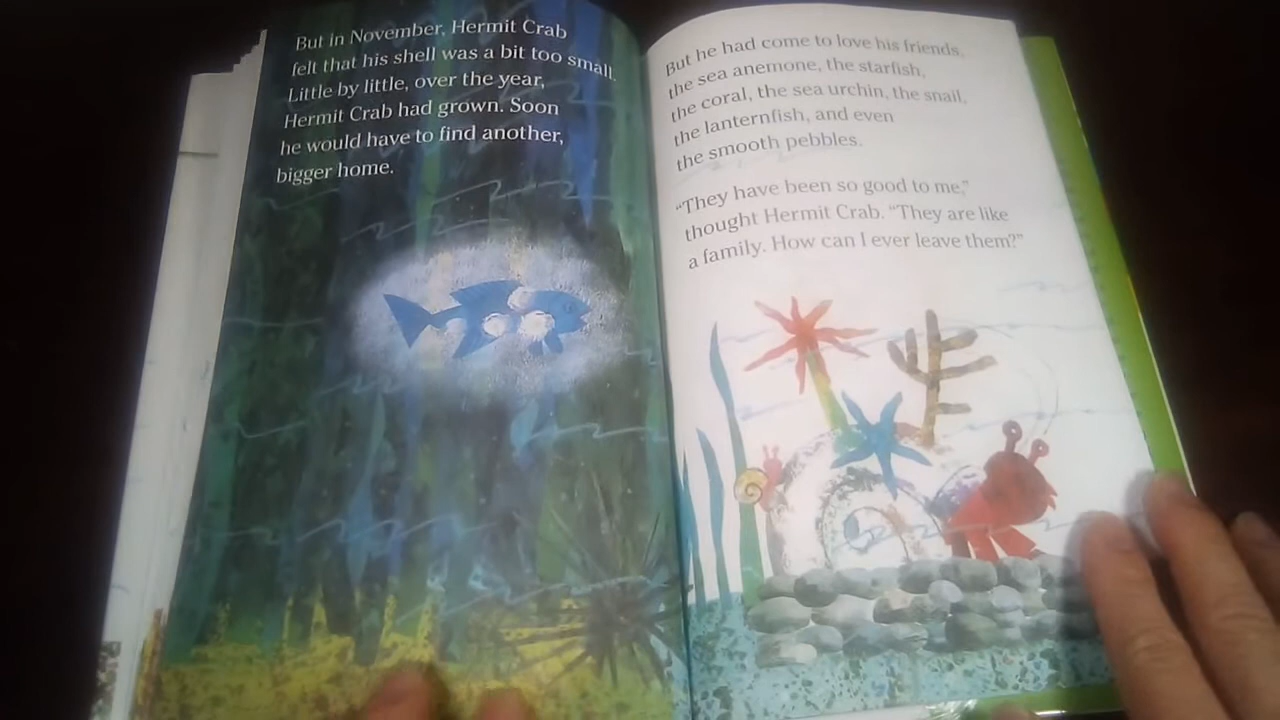 But in November, Hermit Crab
felt that his shell was a bit too small.
Little by little, over the year,
Hermit Crab had grown. Soon
he would have to find another,
bigger home.
But he had come to love his friends,
the sea anemone, the starfish,
the coral, the sea urchin, the snail,
the lanternfish, and even
the smooth pebbles.
“They have been so good to me,”
thought Hermit Crab. “They are like
a family. How can I ever leave them?”